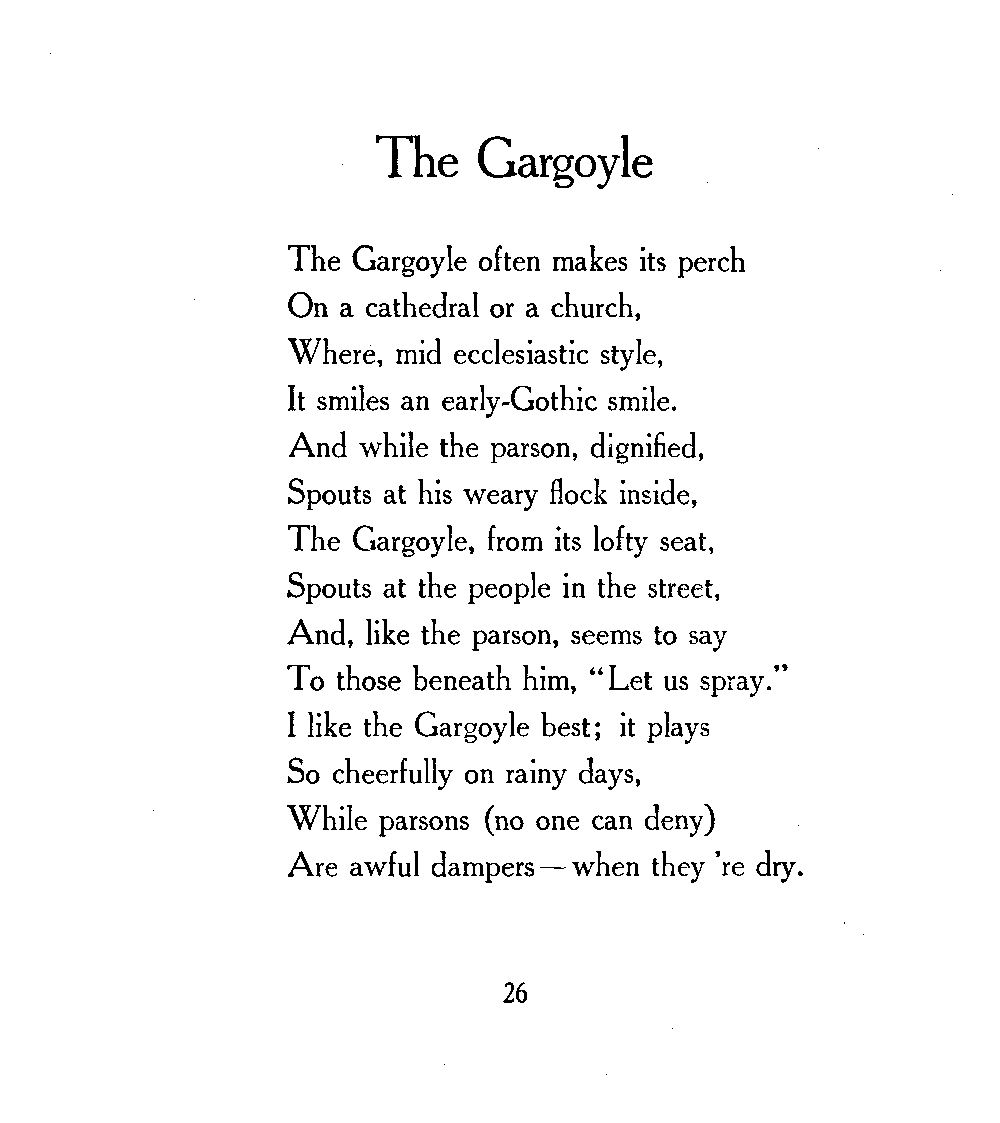 The Gargoyle
The Gargoyle often makes its perch
On a cathedral or a church,
Where, mid ecclesiastic style,
It smiles an early-Gothic smile.
And while the parson, dignified,
Spouts at his weary flock inside,
The Gargoyle, from its lofty seat,
Spouts at the people in the street,
And, like the parson, seems to say
To those beneath him, “Let us spray.”
I like the Gargoyle best; it plays
So cheerfully on rainy days,
While parsons (no one can deny)
Are awful dampers—when they 're dry.
26